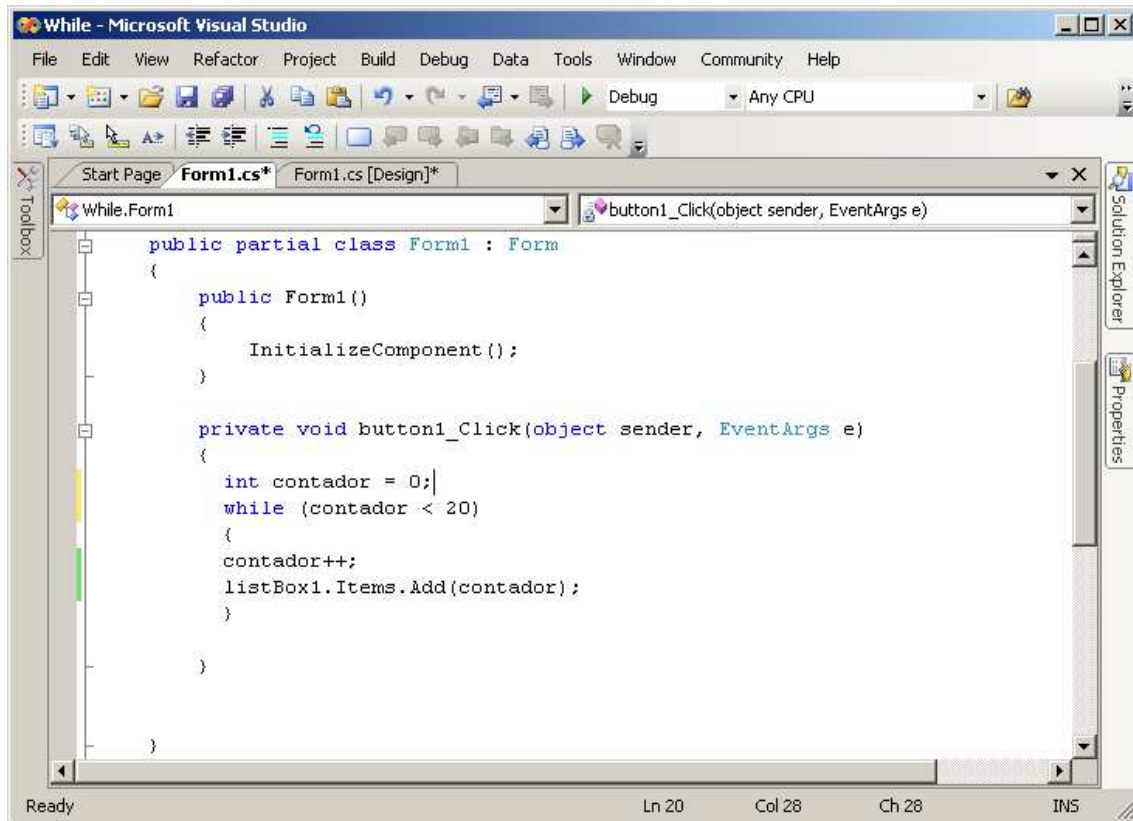 While - Microsoft Visual Studio
File Edit View Refactor Project Build Debug Data Tools Window Community Help
Debug Any CPU
A
Start Page Form1.cs* Form1.cs [Design]*
Toolbox
While.Form1 button1_Click(object sender, EventArgs e)
Solution Explorer
Properties
public partial class Form1 : Form
{
public Form1()
{
InitializeComponent();
}
private void button1_Click(object sender, EventArgs e)
{
int contador = 0;
while (contador < 20)
{
contador++;
listBox1.Items.Add(contador);
}
}
}
Ready Ln 20 Col 28 Ch 28 INS